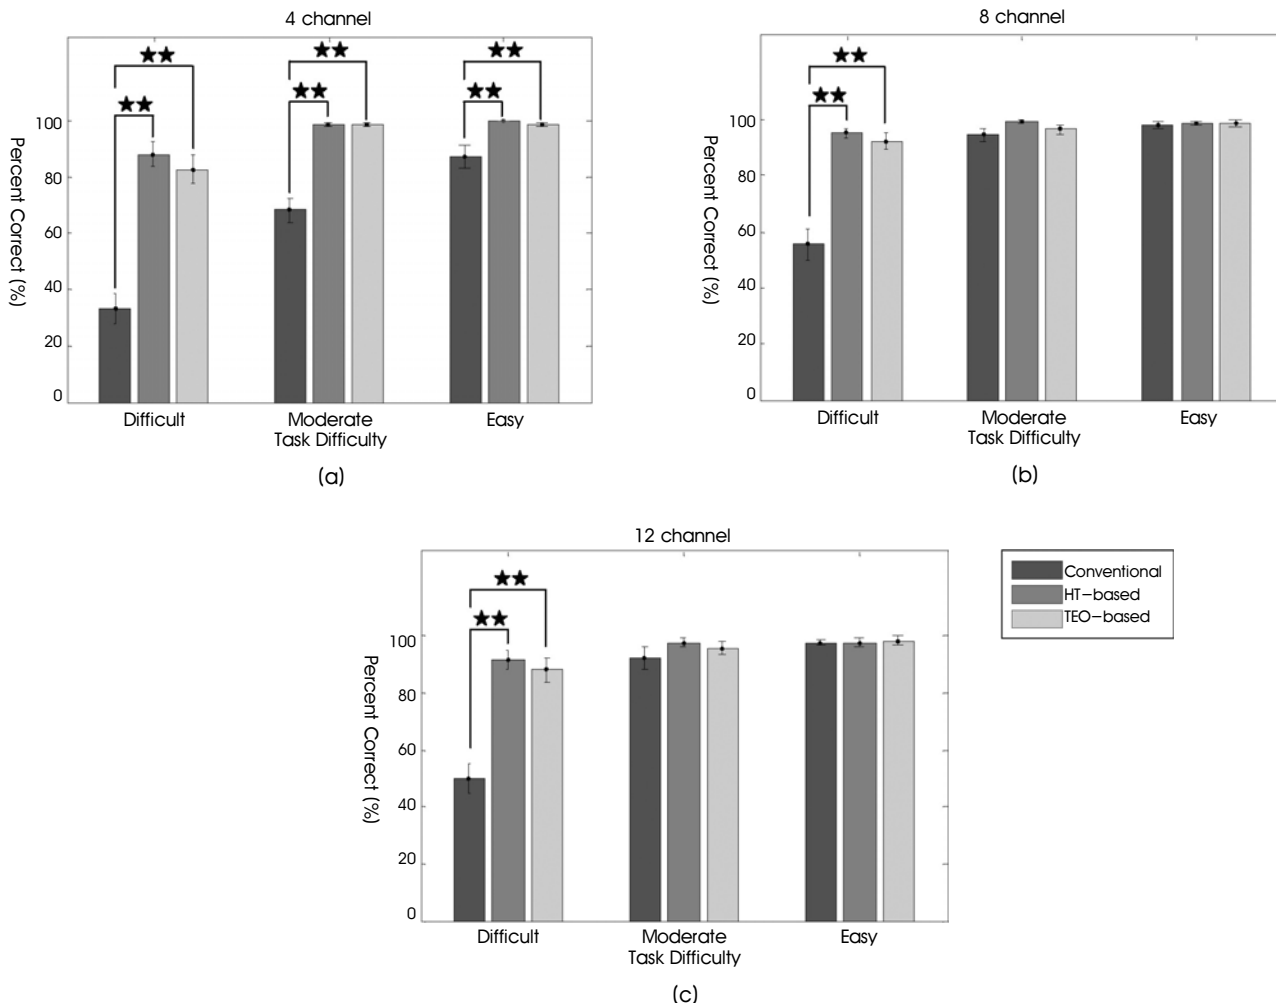 4 channel
★★
★★
★★
★★
★★
★★
Percent Correct (%)
100
80
60
40
20
0
Difficult
Moderate
Easy
Task Difficulty
(a)
8 channel
★★
★★
Percent Correct (%)
100
80
60
40
20
0
Difficult
Moderate
Easy
Task Difficulty
(b)
12 channel
★★
★★
Percent Correct (%)
100
80
60
40
20
0
Difficult
Moderate
Easy
Task Difficulty
(c)
Conventional
HT−based
TEO−based